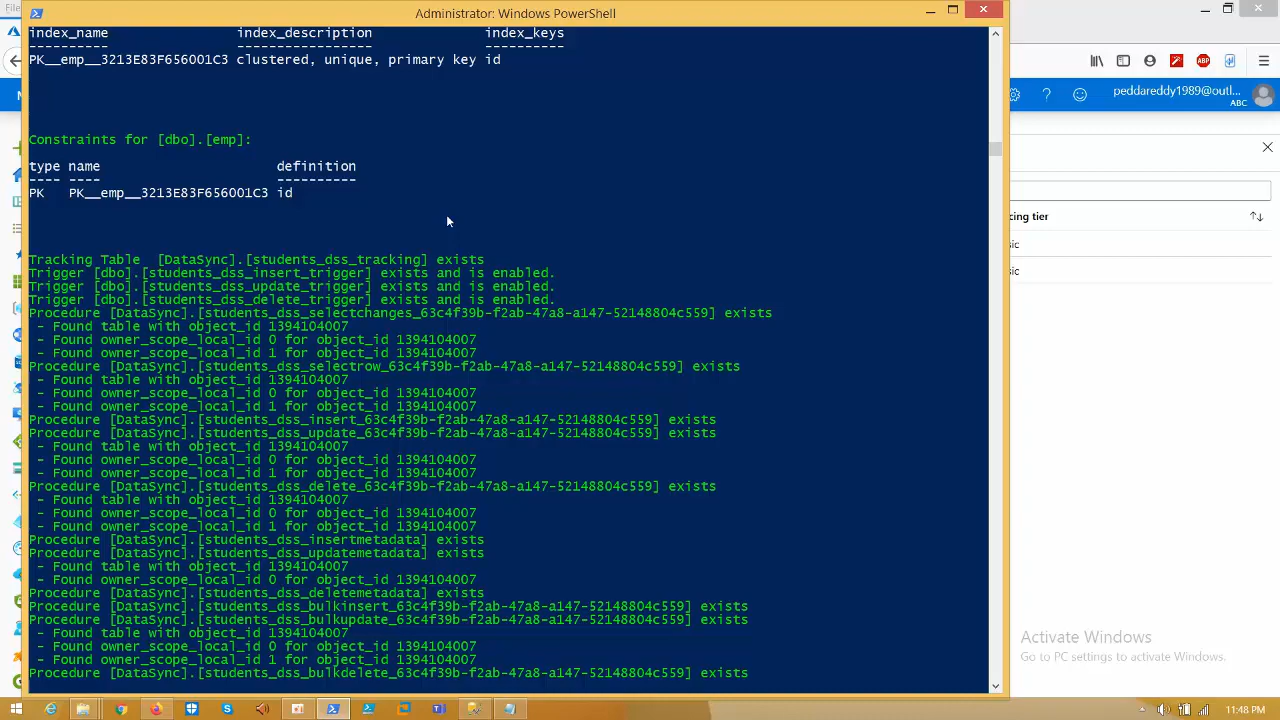 File
Administrator: Windows PowerShell
index_name index_description index_keys
---------- ----------------- ----------
PK__emp__3213E83F656001C3 clustered, unique, primary key id
Constraints for [dbo].[emp]:
type name definition
---- ---- ----------
PK PK__emp__3213E83F656001C3 id
Tracking Table [DataSync].[students_dss_tracking] exists
Trigger [dbo].[students_dss_insert_trigger] exists and is enabled.
Trigger [dbo].[students_dss_update_trigger] exists and is enabled.
Trigger [dbo].[students_dss_delete_trigger] exists and is enabled.
Procedure [DataSync].[students_dss_selectchanges_63c4f39b-f2ab-47a8-a147-52148804c559] exists
- Found table with object_id 1394104007
- Found owner_scope_local_id 0 for object_id 1394104007
- Found owner_scope_local_id 1 for object_id 1394104007
Procedure [DataSync].[students_dss_selectrow_63c4f39b-f2ab-47a8-a147-52148804c559] exists
- Found table with object_id 1394104007
- Found owner_scope_local_id 0 for object_id 1394104007
- Found owner_scope_local_id 1 for object_id 1394104007
Procedure [DataSync].[students_dss_insert_63c4f39b-f2ab-47a8-a147-52148804c559] exists
Procedure [DataSync].[students_dss_update_63c4f39b-f2ab-47a8-a147-52148804c559] exists
- Found table with object_id 1394104007
- Found owner_scope_local_id 0 for object_id 1394104007
- Found owner_scope_local_id 1 for object_id 1394104007
Procedure [DataSync].[students_dss_delete_63c4f39b-f2ab-47a8-a147-52148804c559] exists
- Found table with object_id 1394104007
- Found owner_scope_local_id 0 for object_id 1394104007
- Found owner_scope_local_id 1 for object_id 1394104007
Procedure [DataSync].[students_dss_insertmetadata] exists
Procedure [DataSync].[students_dss_updatemetadata] exists
- Found table with object_id 1394104007
- Found owner_scope_local_id 0 for object_id 1394104007
Procedure [DataSync].[students_dss_deletemetadata] exists
Procedure [DataSync].[students_dss_bulkinsert_63c4f39b-f2ab-47a8-a147-52148804c559] exists
Procedure [DataSync].[students_dss_bulkupdate_63c4f39b-f2ab-47a8-a147-52148804c559] exists
- Found table with object_id 1394104007
- Found owner_scope_local_id 0 for object_id 1394104007
- Found owner_scope_local_id 1 for object_id 1394104007
Procedure [DataSync].[students_dss_bulkdelete_63c4f39b-f2ab-47a8-a147-52148804c559] exists
ABP
peddareddy1989@outl...
ABC
cing tier
sic
sic
Activate Windows
Go to PC settings to activate Windows.
11:48 PM